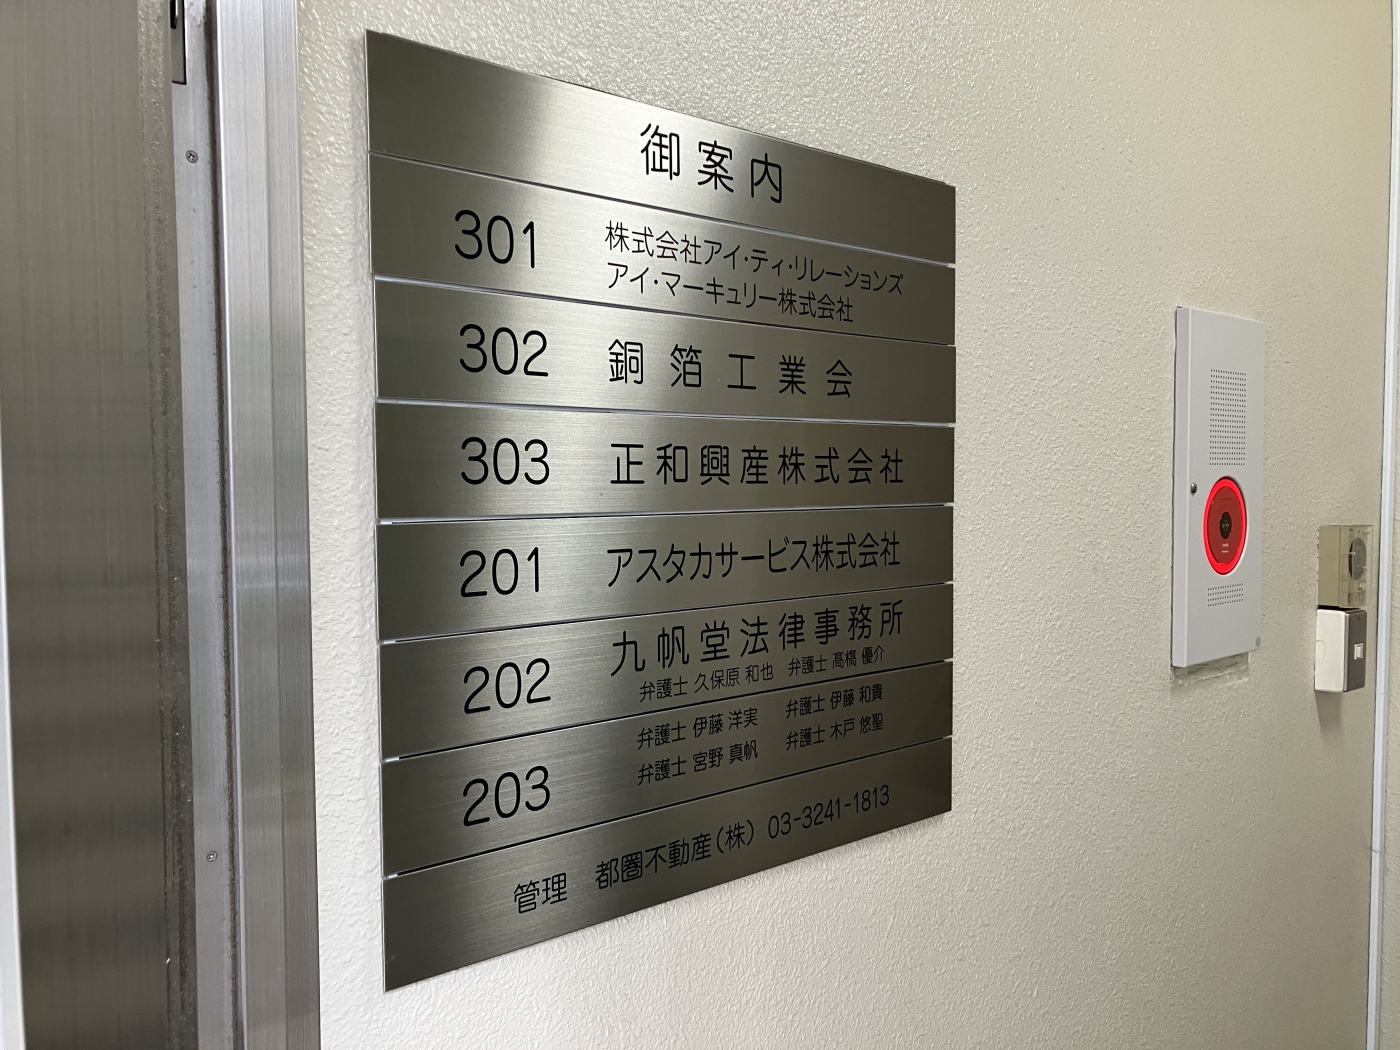 御案内
301 株式会社アイ・ティ・リレーションズ
アイ・マーキュリー株式会社
302 銅箔工業会
303 正和興産株式会社
201 アスタカサービス株式会社
202 九帆堂法律事務所
弁護士 久保原 和也 弁護士 髙橋 優介
203 弁護士 伊藤 洋実 弁護士 伊藤 和貴
弁護士 宮野 真帆 弁護士 木戸 悠聖
管理 都圏不動産(株) 03-3241-1813